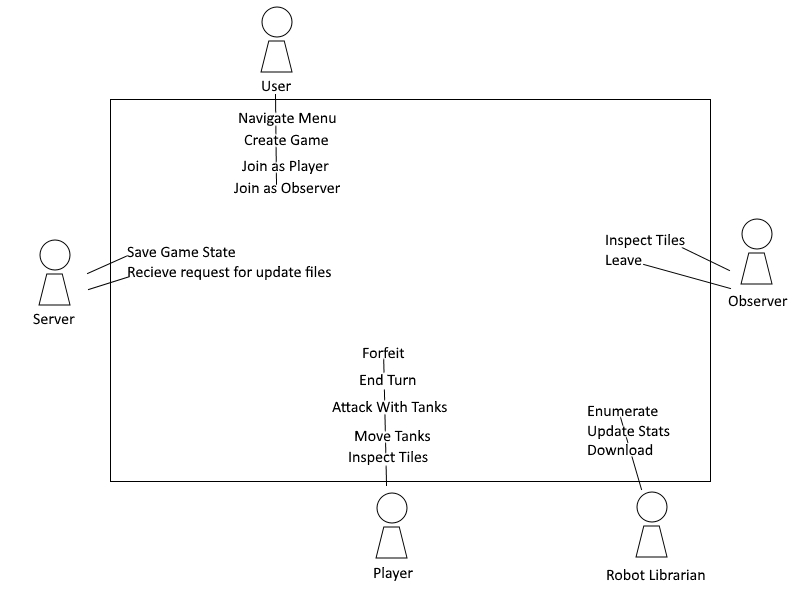 User
Navigate Menu
Create Game
Join as Player
Join as Observer
Save Game State
Recieve request for update files
Server
Inspect Tiles
Leave
Observer
Forfeit
End Turn
Attack With Tanks
Move Tanks
Inspect Tiles
Player
Enumerate
Update Stats
Download
Robot Librarian